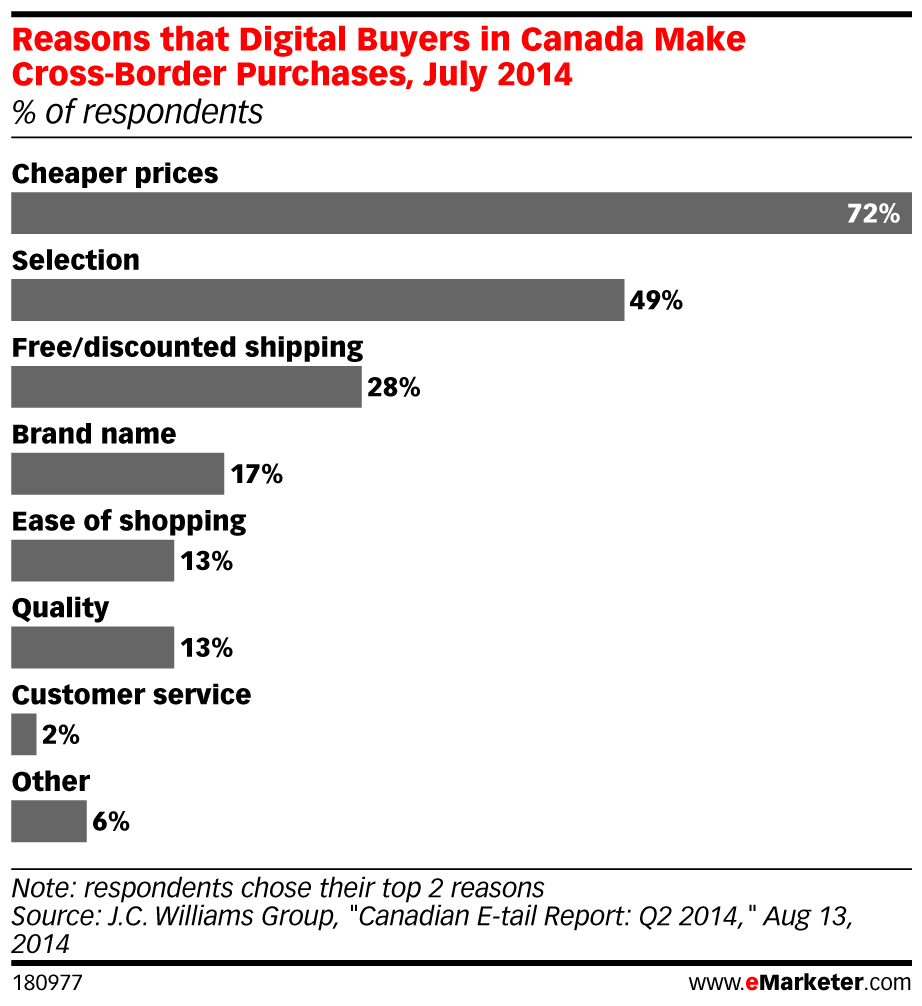 Reasons that Digital Buyers in Canada Make
Cross-Border Purchases, July 2014
% of respondents
Cheaper prices
72%
Selection
49%
Free/discounted shipping
28%
Brand name
17%
Ease of shopping
13%
Quality
13%
Customer service
2%
Other
6%
Note: respondents chose their top 2 reasons
Source: J.C. Williams Group, "Canadian E-tail Report: Q2 2014," Aug 13,
2014
180977
www.eMarketer.com